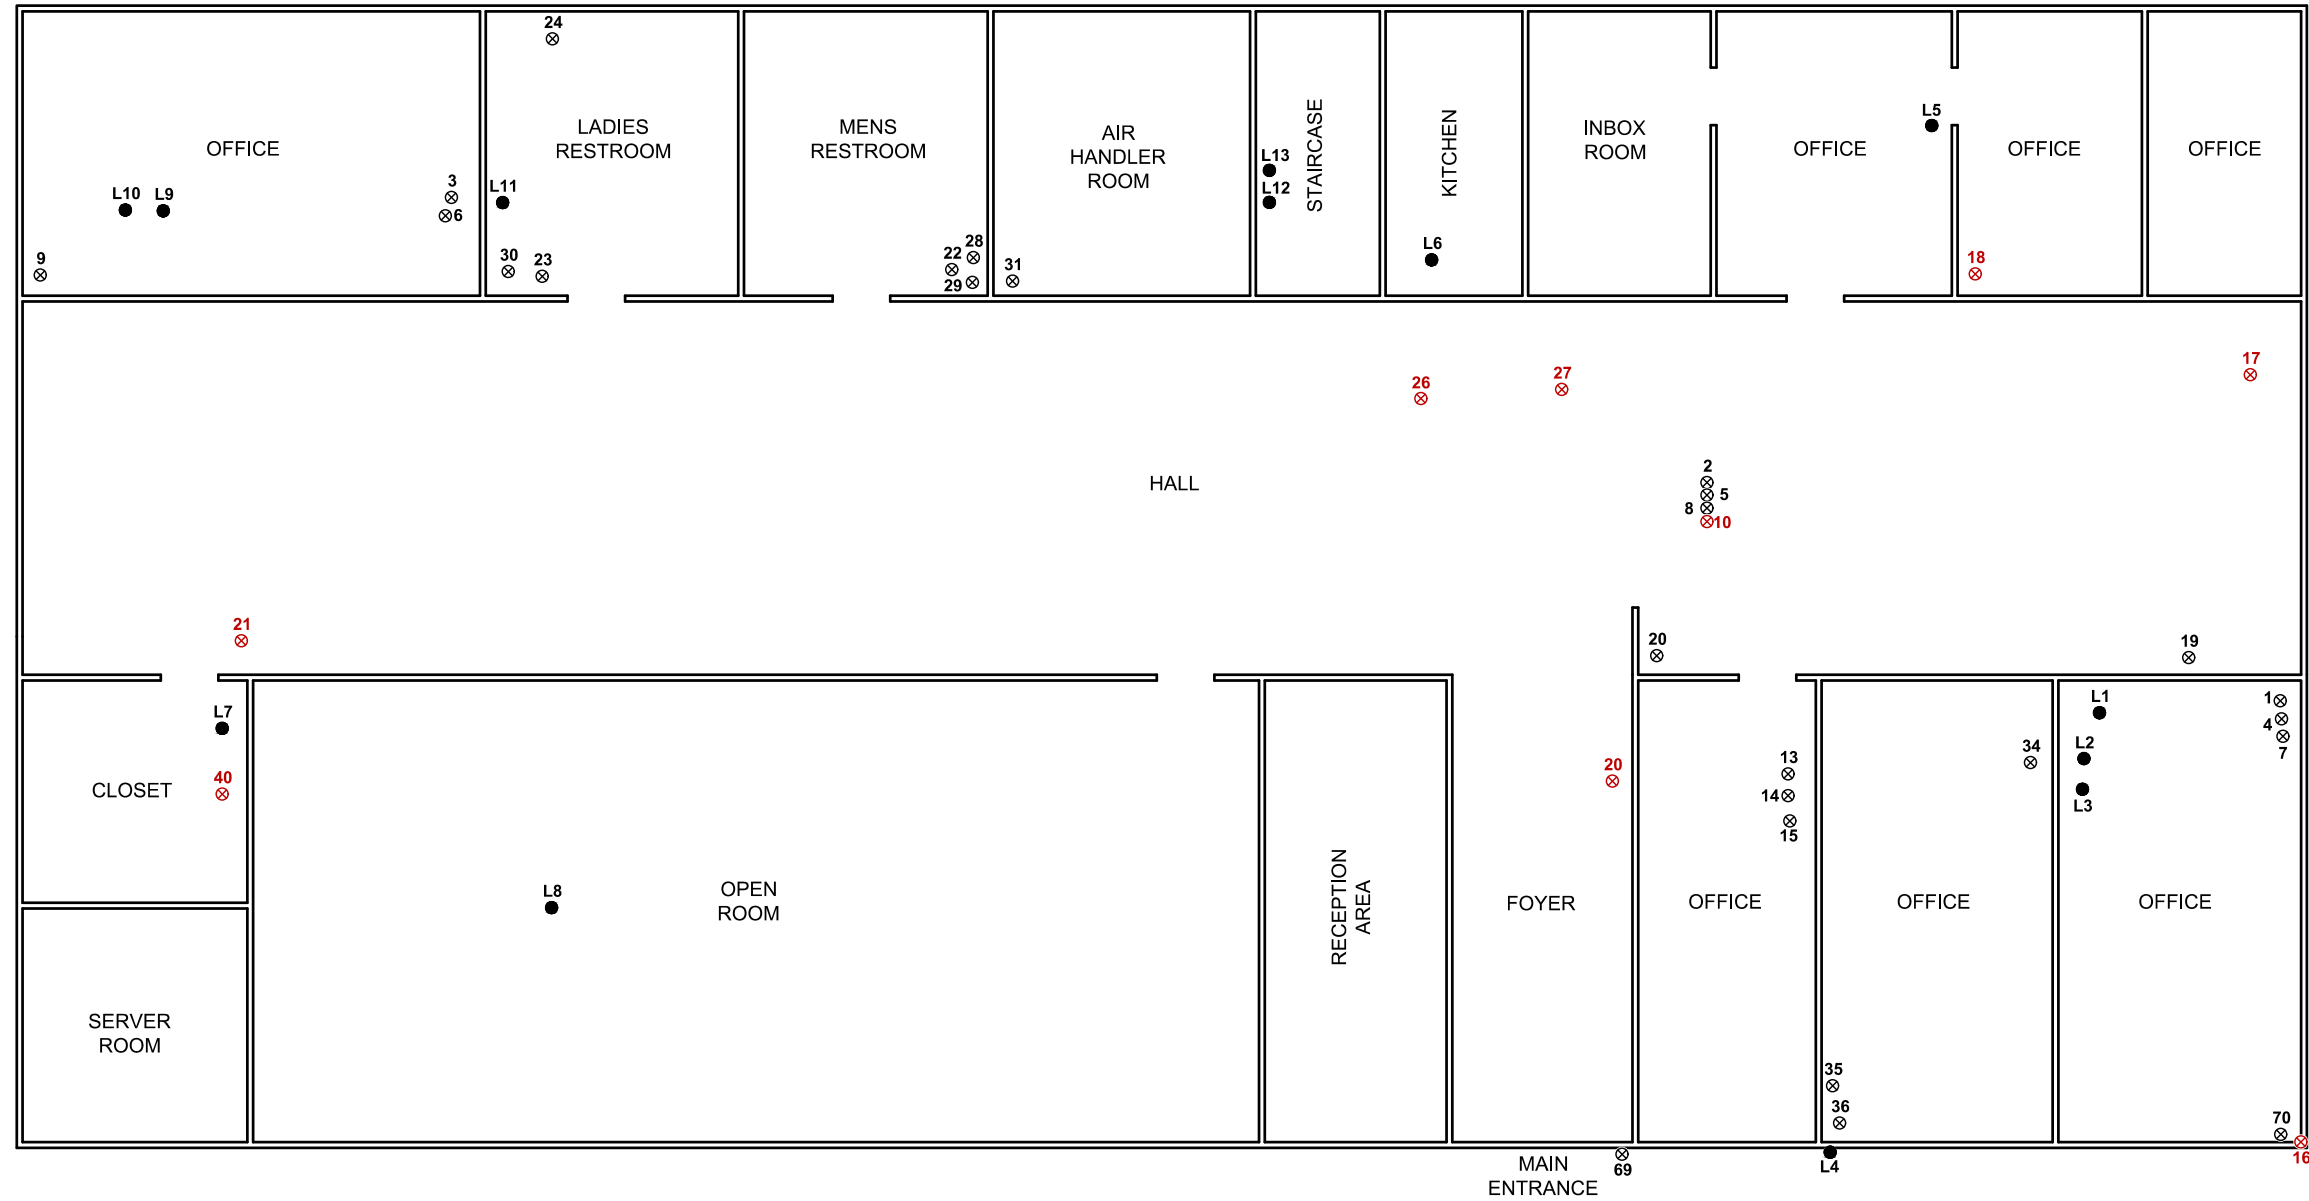 24
OFFICE
LADIES
RESTROOM
MENS
RESTROOM
AIR
HANDLER
ROOM
STAIRCASE
KITCHEN
INBOX
ROOM
OFFICE
L5
OFFICE
OFFICE
L10
L9
3
6
L11
L13
L12
9
30
23
22
28
29
31
L6
18
26
27
17
HALL
2
5
8
10
21
20
19
L7
40
CLOSET
L8
OPEN
ROOM
RECEPTION
AREA
20
FOYER
13
14
15
OFFICE
34
OFFICE
L1
L2
L3
1
4
7
OFFICE
SERVER
ROOM
35
36
70
16
L4
69
MAIN
ENTRANCE